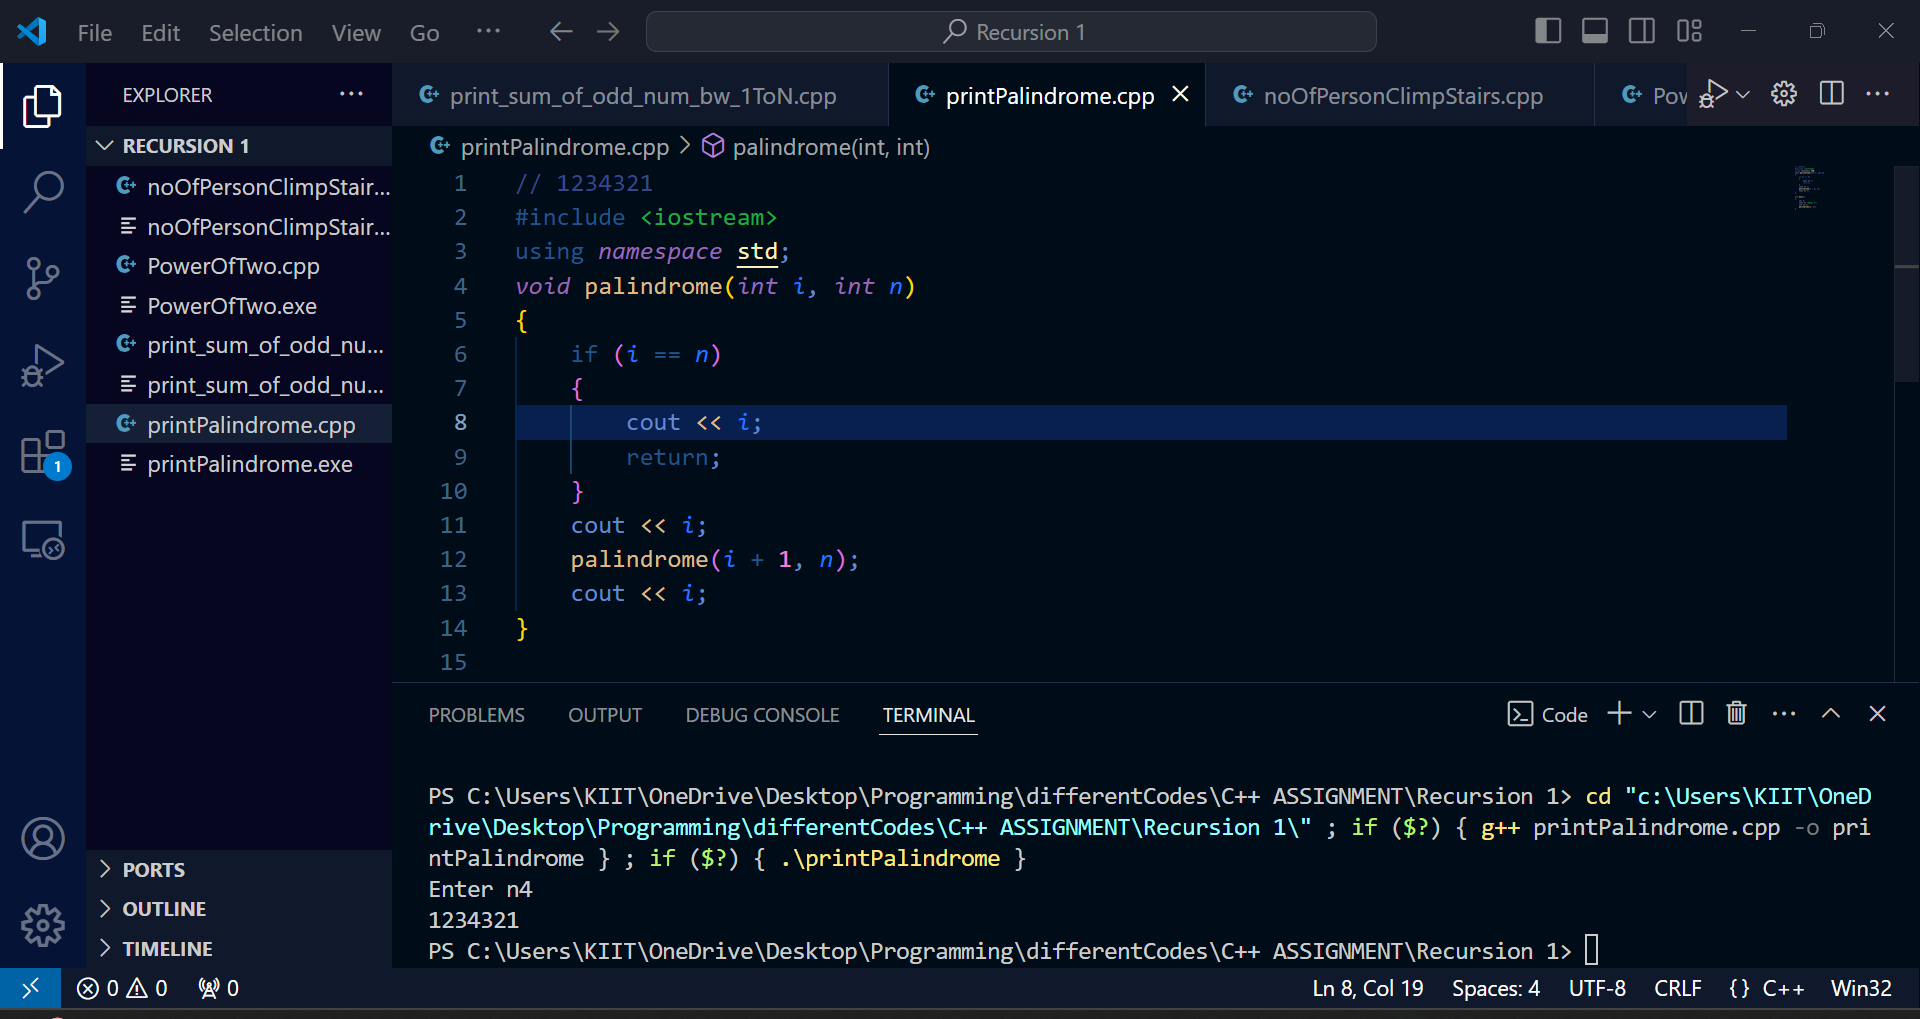 File Edit Selection View Go ··· Recursion 1
EXPLORER ···
print_sum_of_odd_num_bw_1ToN.cpp printPalindrome.cpp noOfPersonClimpStairs.cpp Pow
RECURSION 1
noOfPersonClimpStair...
noOfPersonClimpStair...
PowerOfTwo.cpp
PowerOfTwo.exe
print_sum_of_odd_nu...
print_sum_of_odd_nu...
printPalindrome.cpp
printPalindrome.exe
1
PORTS
OUTLINE
TIMELINE
printPalindrome.cpp > palindrome(int, int)
1 // 1234321
2 #include <iostream>
3 using namespace std;
4 void palindrome(int i, int n)
5 {
6     if (i == n)
7     {
8         cout << i;
9         return;
10     }
11     cout << i;
12     palindrome(i + 1, n);
13     cout << i;
14 }
15
PROBLEMS OUTPUT DEBUG CONSOLE TERMINAL Code
PS C:\Users\KIIT\OneDrive\Desktop\Programming\differentCodes\C++ ASSIGNMENT\Recursion 1> cd "c:\Users\KIIT\OneD
rive\Desktop\Programming\differentCodes\C++ ASSIGNMENT\Recursion 1\" ; if ($?) { g++ printPalindrome.cpp -o pri
ntPalindrome } ; if ($?) { .\printPalindrome }
Enter n4
1234321
PS C:\Users\KIIT\OneDrive\Desktop\Programming\differentCodes\C++ ASSIGNMENT\Recursion 1>
0 0 0 Ln 8, Col 19 Spaces: 4 UTF-8 CRLF {} C++ Win32